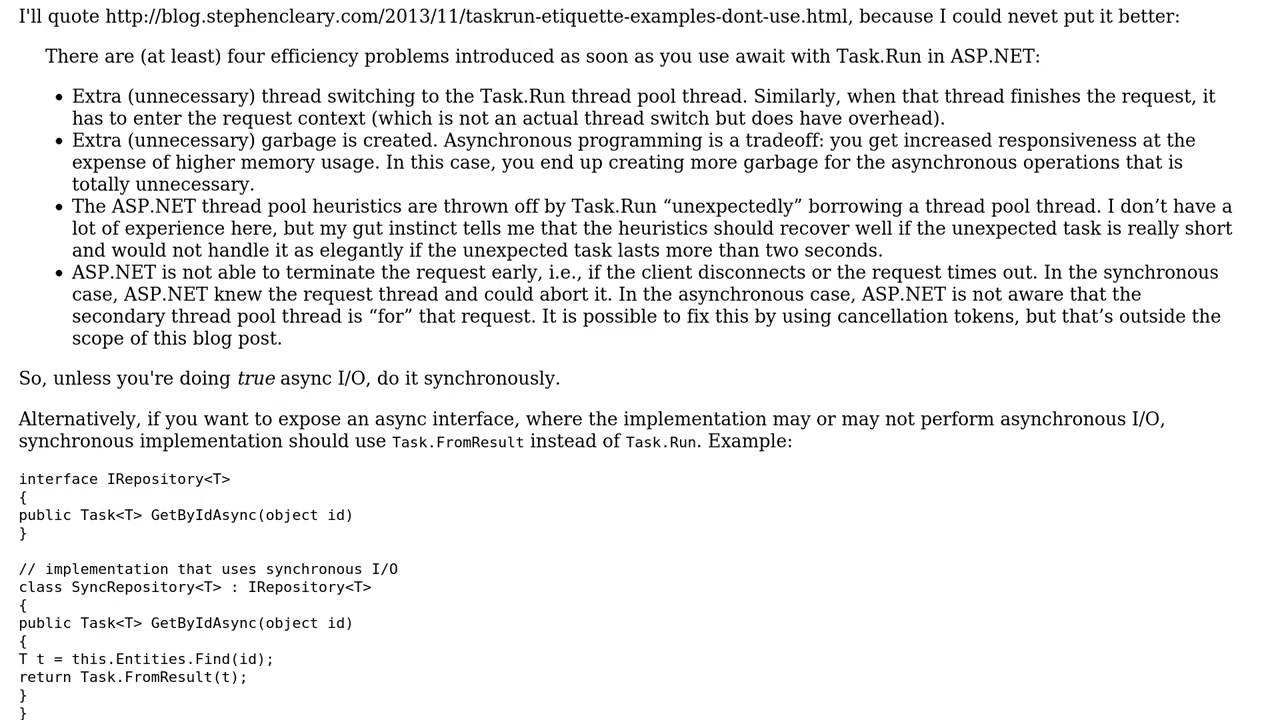 I'll quote http://blog.stephencleary.com/2013/11/taskrun-etiquette-examples-dont-use.html, because I could nevet put it better:
There are (at least) four efficiency problems introduced as soon as you use await with Task.Run in ASP.NET:
• Extra (unnecessary) thread switching to the Task.Run thread pool thread. Similarly, when that thread finishes the request, it
has to enter the request context (which is not an actual thread switch but does have overhead).
• Extra (unnecessary) garbage is created. Asynchronous programming is a tradeoff: you get increased responsiveness at the
expense of higher memory usage. In this case, you end up creating more garbage for the asynchronous operations that is
totally unnecessary.
• The ASP.NET thread pool heuristics are thrown off by Task.Run “unexpectedly” borrowing a thread pool thread. I don’t have a
lot of experience here, but my gut instinct tells me that the heuristics should recover well if the unexpected task is really short
and would not handle it as elegantly if the unexpected task lasts more than two seconds.
• ASP.NET is not able to terminate the request early, i.e., if the client disconnects or the request times out. In the synchronous
case, ASP.NET knew the request thread and could abort it. In the asynchronous case, ASP.NET is not aware that the
secondary thread pool thread is “for” that request. It is possible to fix this by using cancellation tokens, but that’s outside the
scope of this blog post.
So, unless you're doing true async I/O, do it synchronously.
Alternatively, if you want to expose an async interface, where the implementation may or may not perform asynchronous I/O,
synchronous implementation should use Task.FromResult instead of Task.Run. Example:
interface IRepository<T>
{
public Task<T> GetByIdAsync(object id)
}
// implementation that uses synchronous I/O
class SyncRepository<T> : IRepository<T>
{
public Task<T> GetByIdAsync(object id)
{
T t = this.Entities.Find(id);
return Task.FromResult(t);
}
}